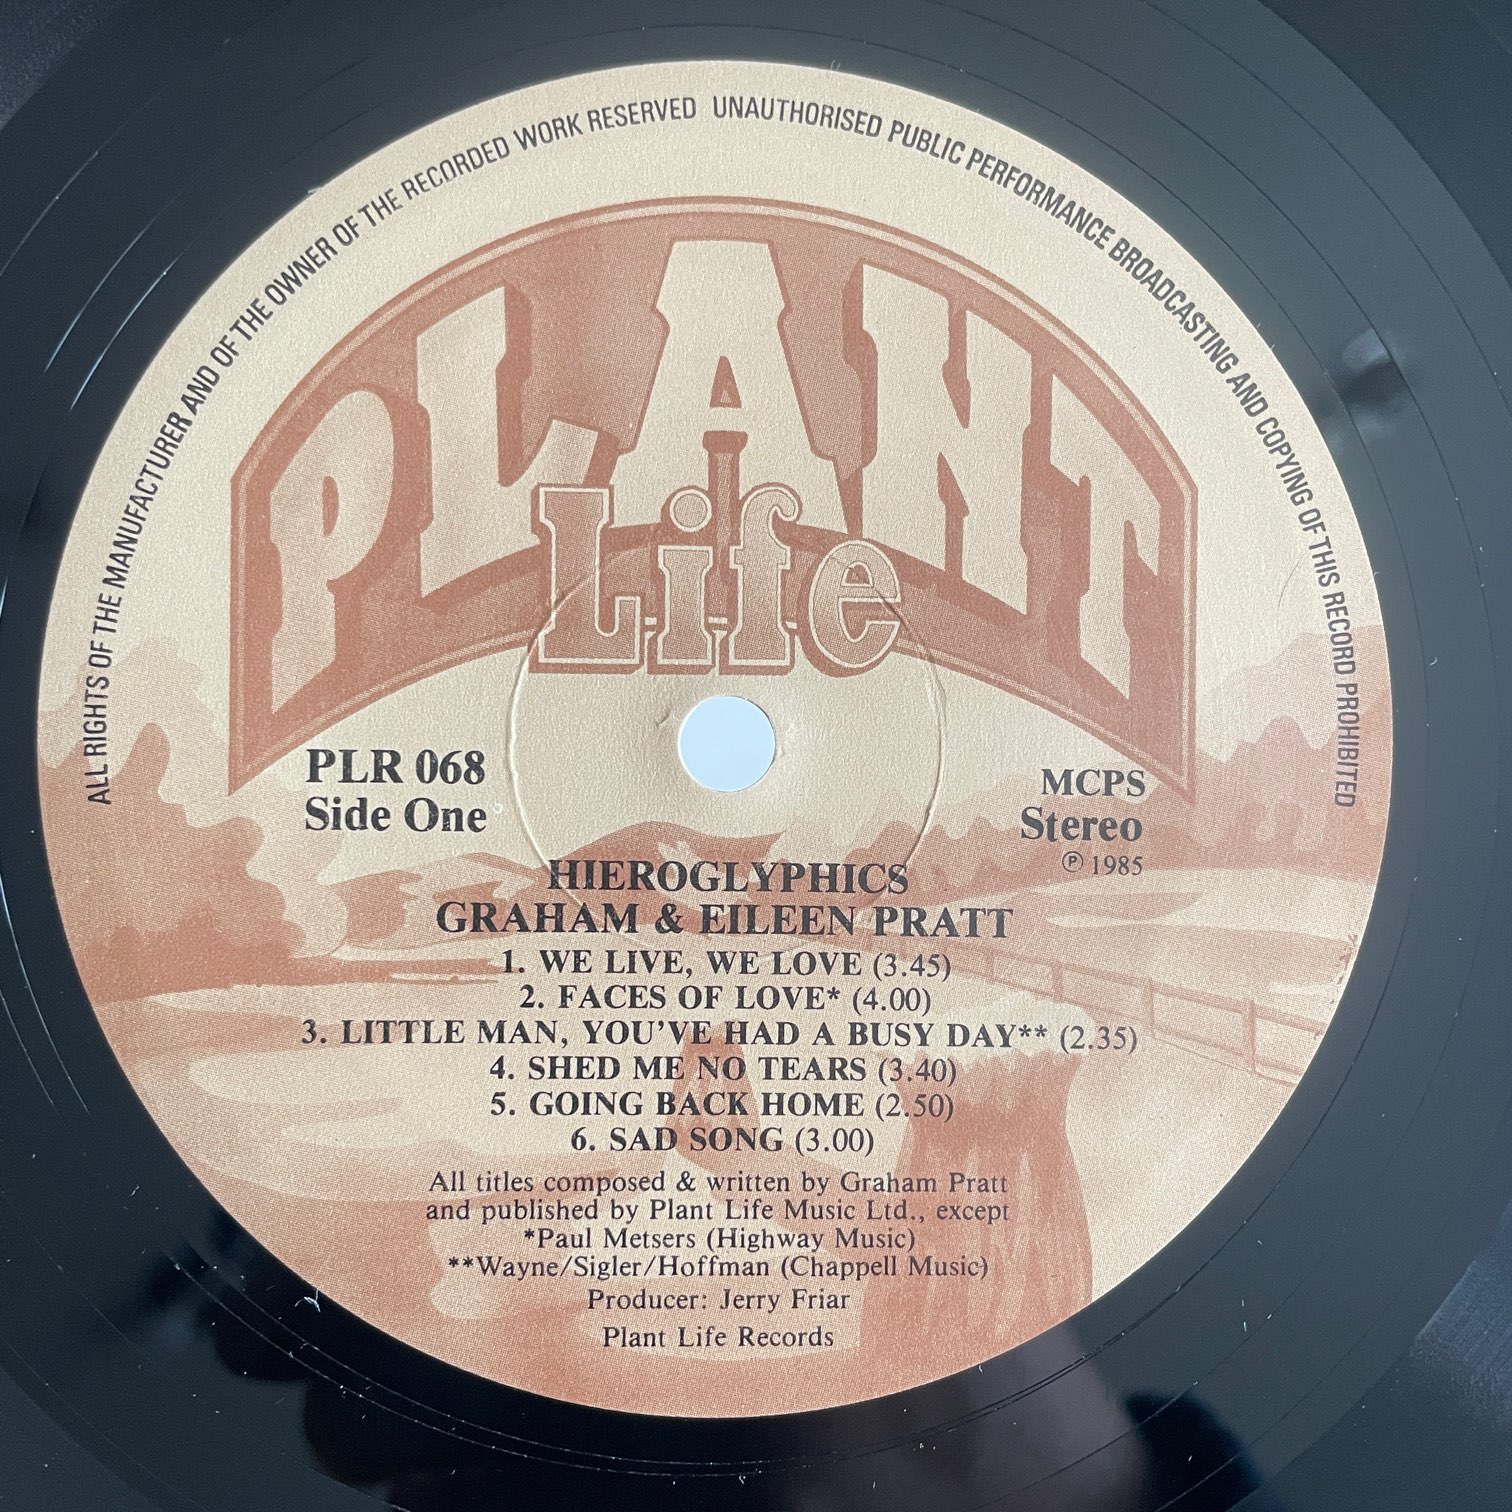 ALL RIGHTS OF THE MANUFACTURER AND OF THE OWNER OF THE RECORDED WORK RESERVED UNAUTHORISED PUBLIC PERFORMANCE BROADCASTING AND COPYING OF THIS RECORD PROHIBITED
PLANT
Life
PLR 068
Side One
MCPS
Stereo
℗ 1985
HIEROGLYPHICS
GRAHAM & EILEEN PRATT
1. WE LIVE, WE LOVE (3.45)
2. FACES OF LOVE* (4.00)
3. LITTLE MAN, YOU'VE HAD A BUSY DAY** (2.35)
4. SHED ME NO TEARS (3.40)
5. GOING BACK HOME (2.50)
6. SAD SONG (3.00)
All titles composed & written by Graham Pratt
and published by Plant Life Music Ltd., except
*Paul Metsers (Highway Music)
**Wayne/Sigler/Hoffman (Chappell Music)
Producer: Jerry Friar
Plant Life Records